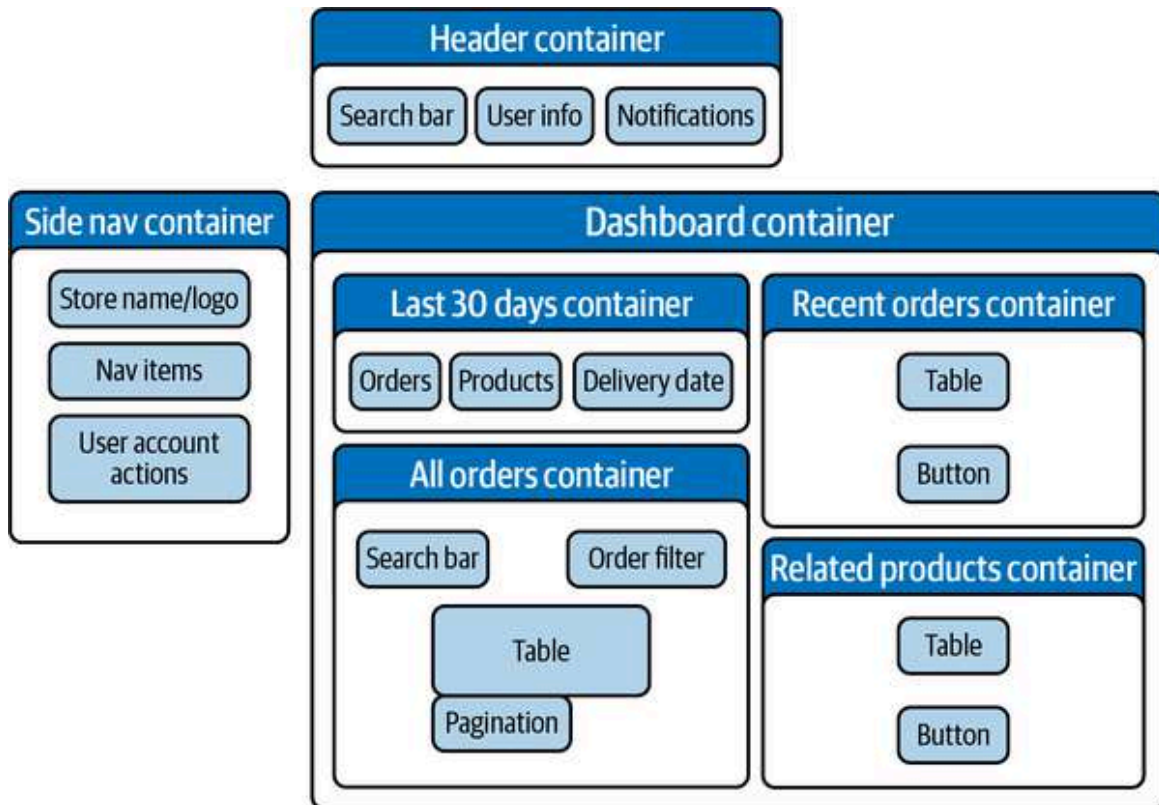 Header container
Search bar
User info
Notifications
Side nav container
Store name/logo
Nav items
User account
actions
Dashboard container
Last 30 days container
Orders
Products
Delivery date
All orders container
Search bar
Order filter
Table
Pagination
Recent orders container
Table
Button
Related products container
Table
Button